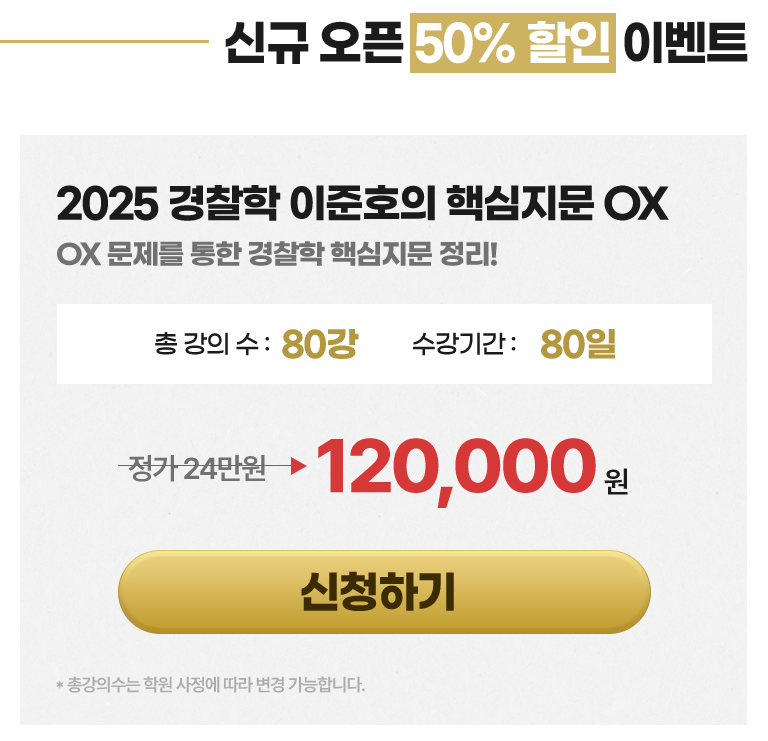 신규 오픈 50% 할인 이벤트
2025 경찰학 이준호의 핵심지문 OX
OX 문제를 통한 경찰학 핵심지문 정리!
총 강의 수 : 80강 수강기간 : 80일
정가 24만원 120,000 원
신청하기
* 총강의수는 학원 사정에 따라 변경 가능합니다.